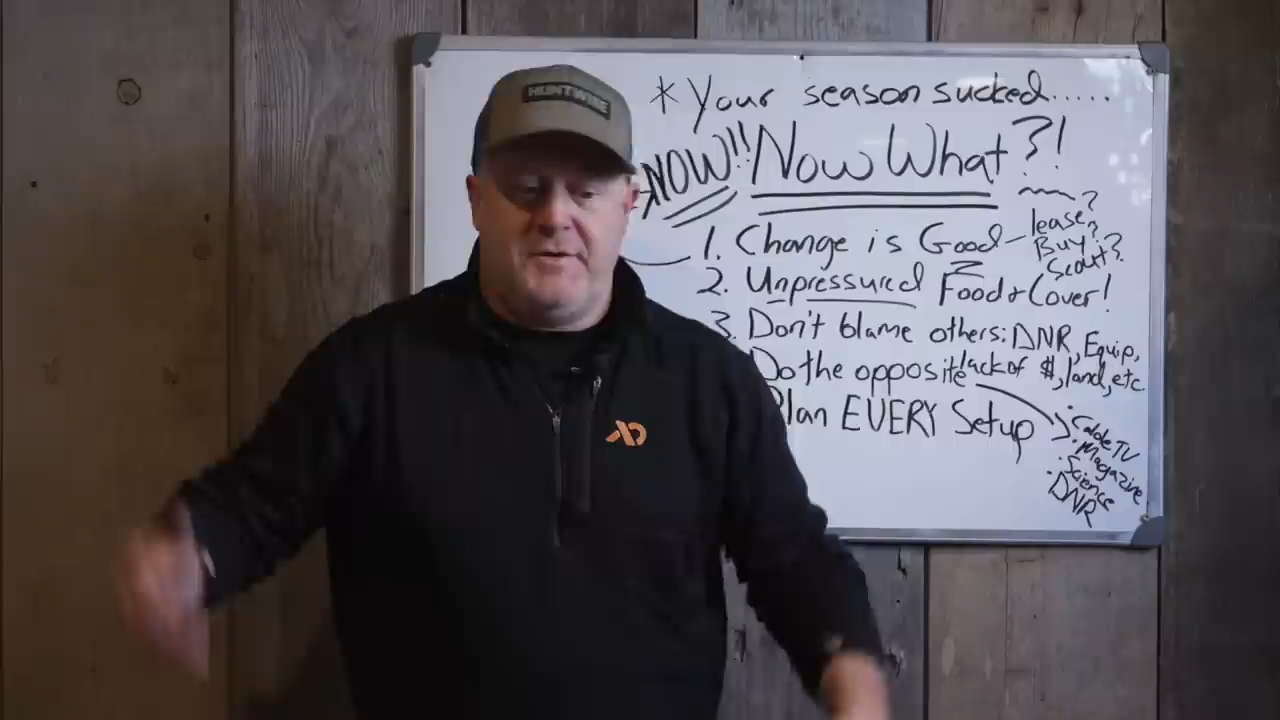 HUNTWISE
* Your season sucked.....
NOW!! Now What?!
1. Change is Good - lease? Buy? Scout?
2. Unpressured Food + Cover!
3. Don't blame others: DNR, Equip, lack of $, land, etc.
Do the opposite
Plan EVERY Setup
· Cable TV
· Magazine
· Science
· DNR